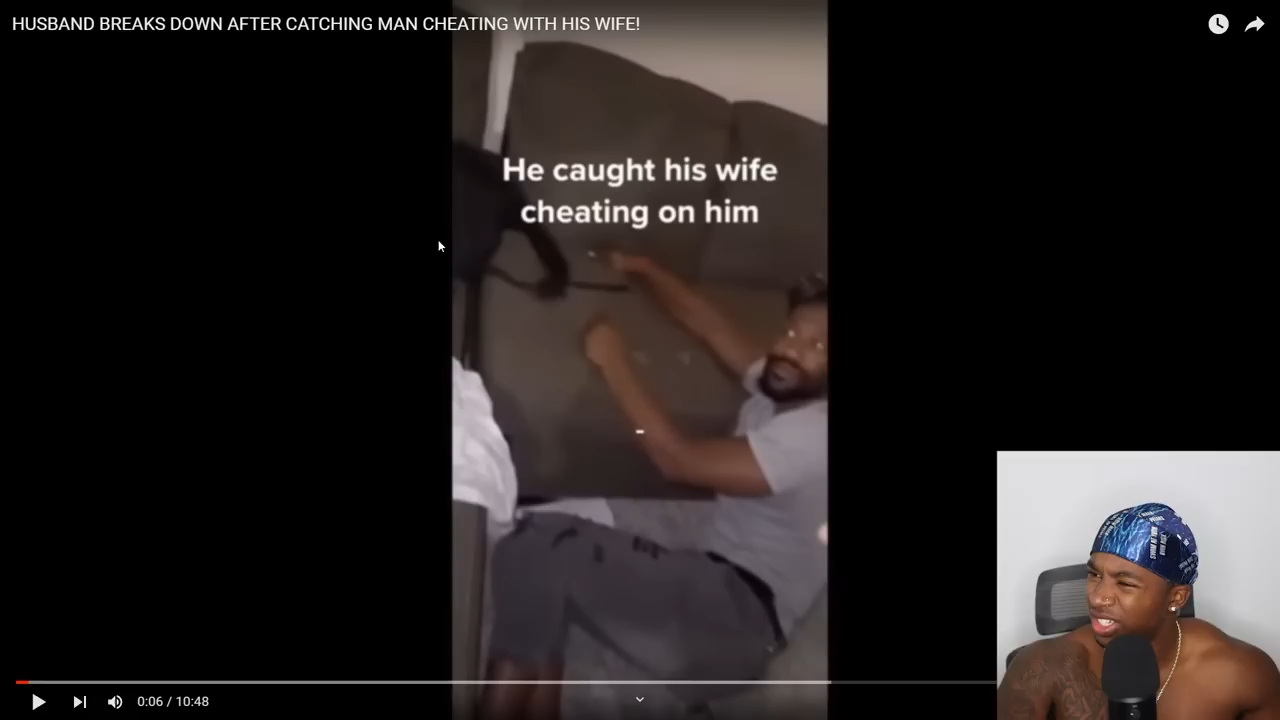 HUSBAND BREAKS DOWN AFTER CATCHING MAN CHEATING WITH HIS WIFE!
He caught his wife
cheating on him
0:06 / 10:48